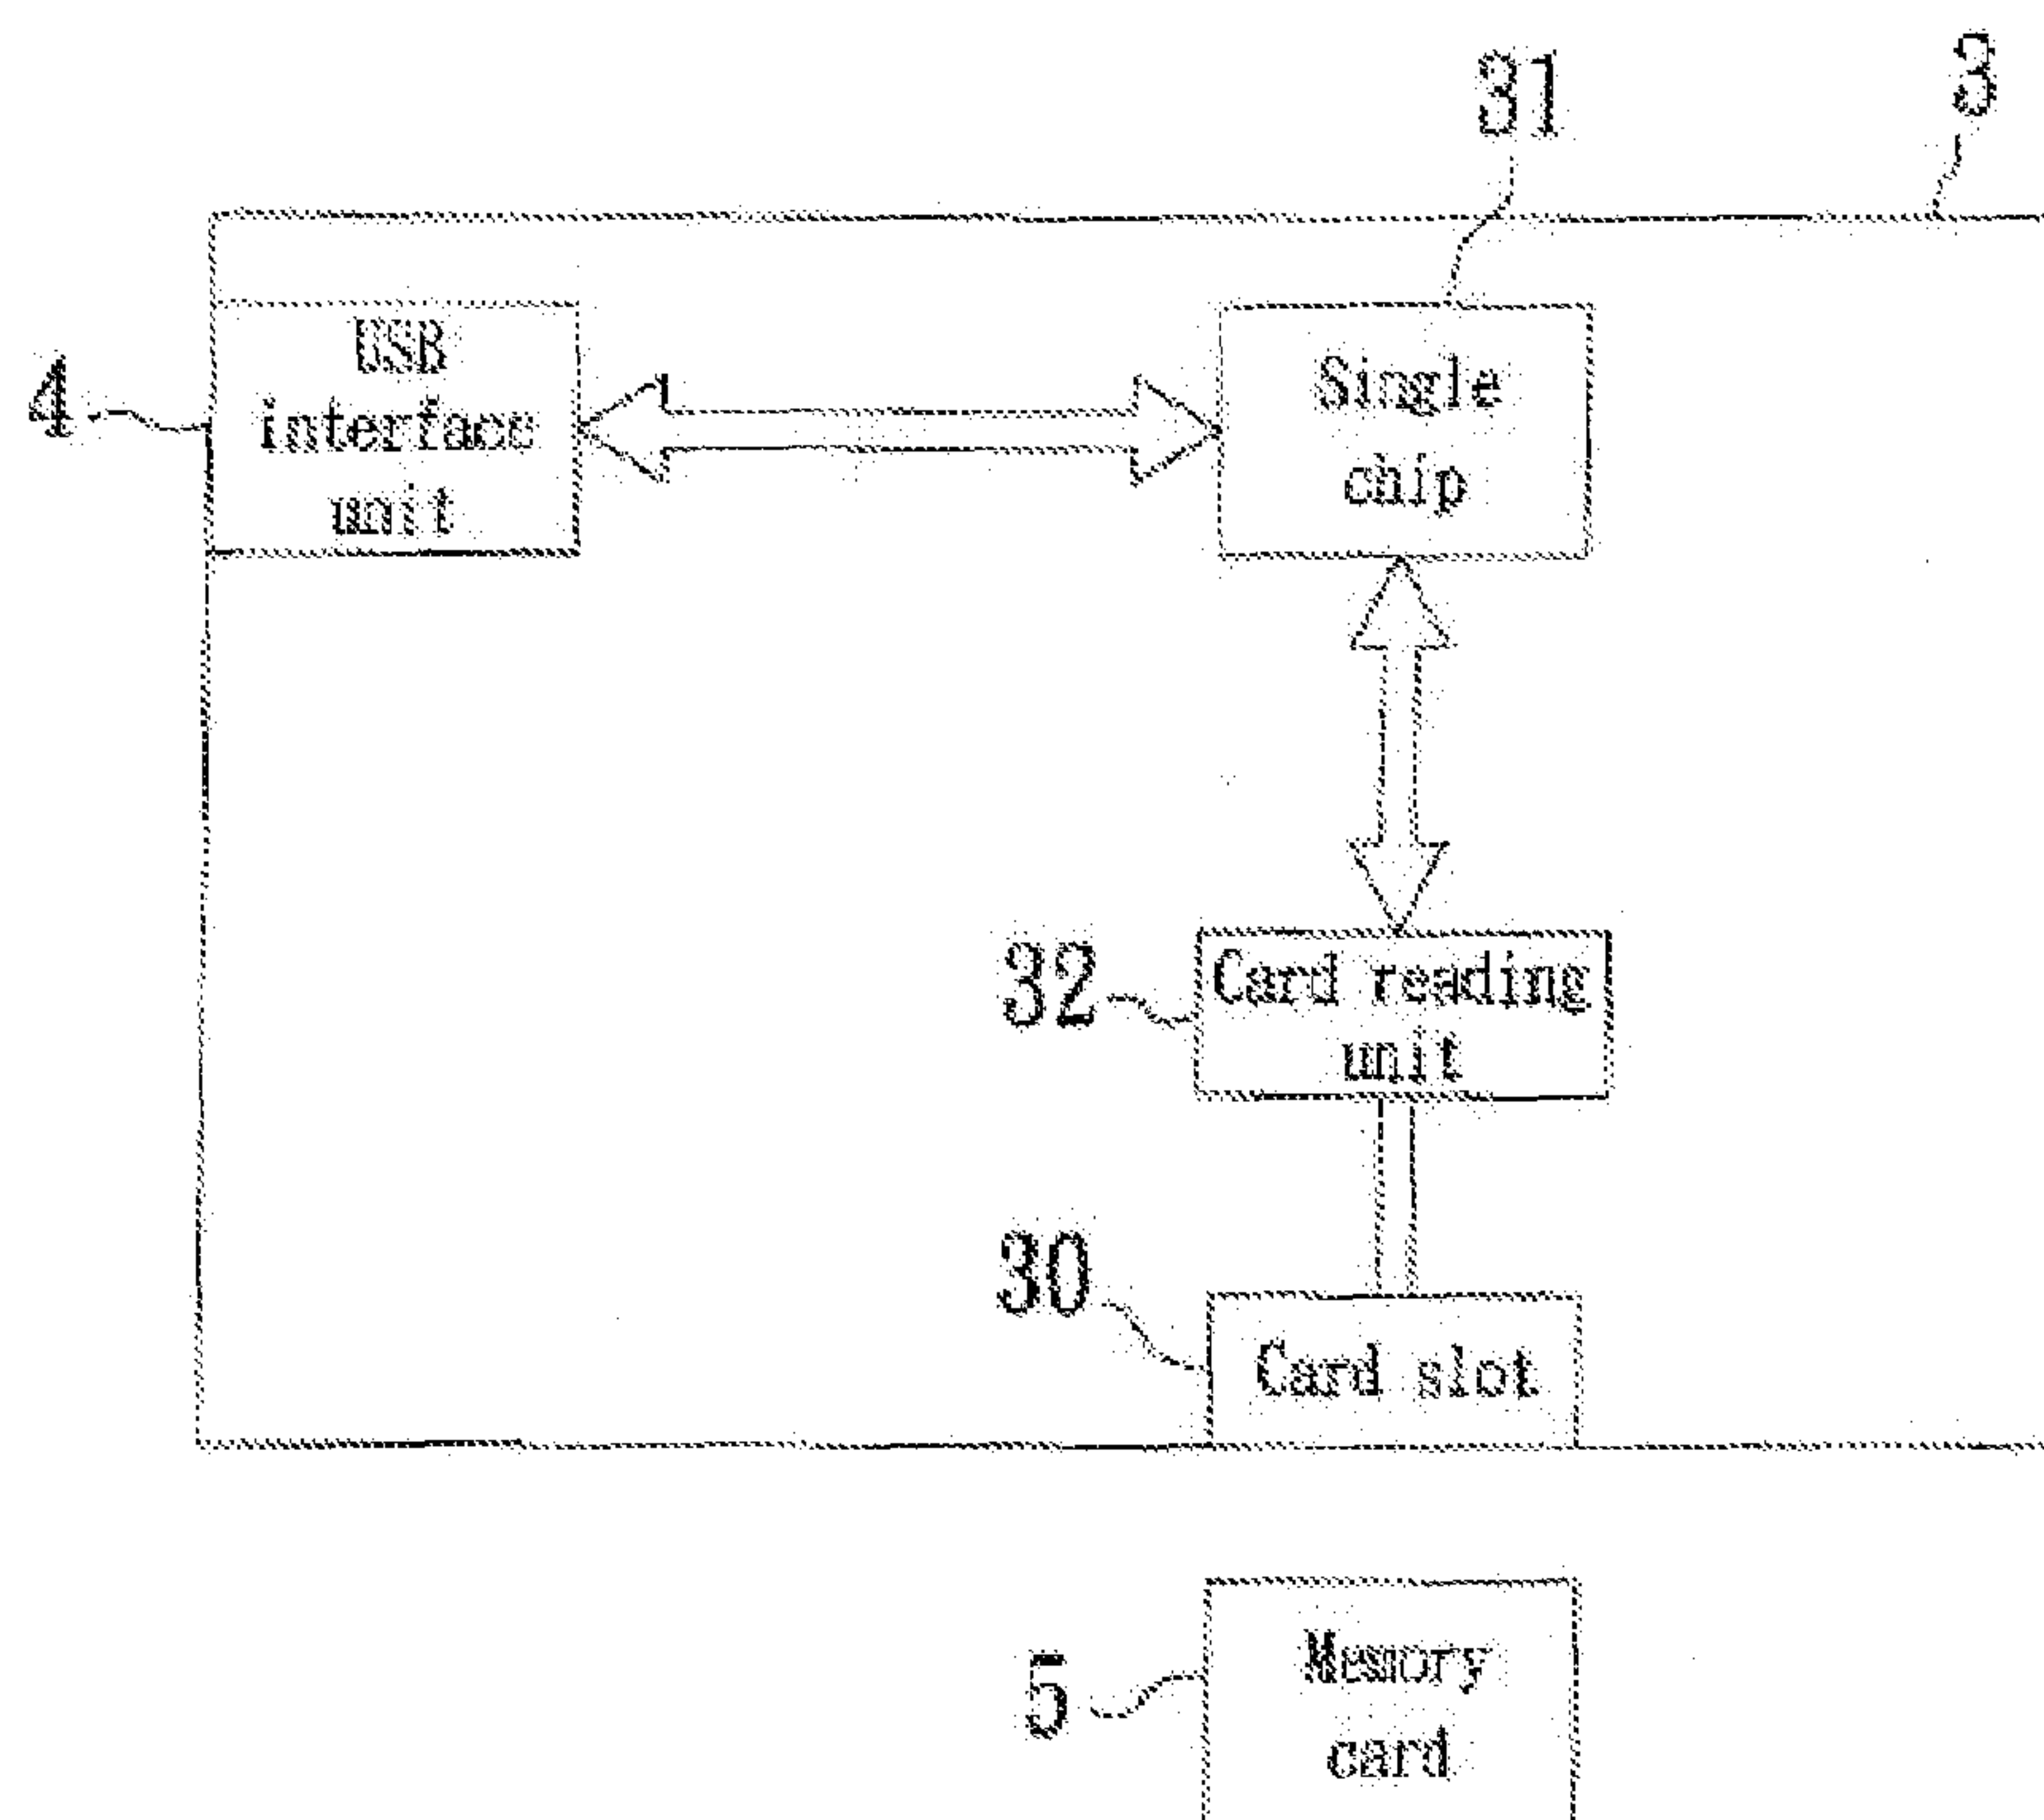 31
3
USB
interface
unit
4
Single
chip
32
Card reading
unit
30
Card slot
5
Memory
card